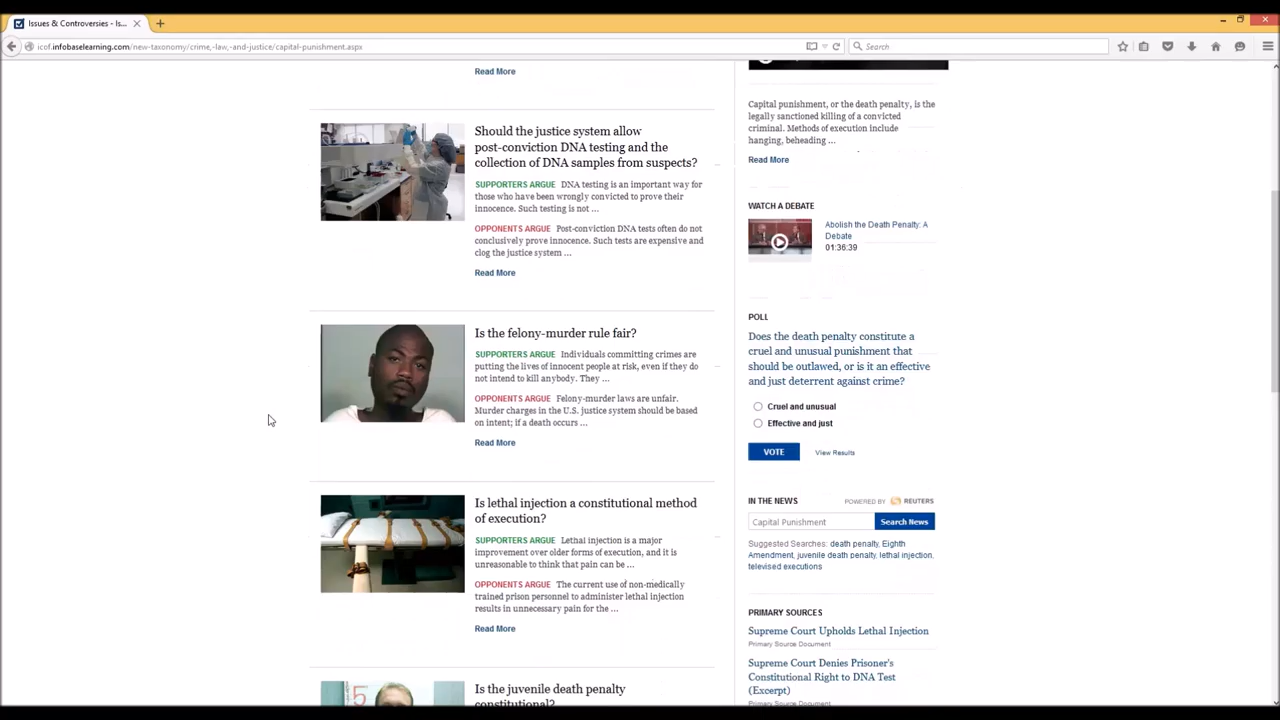 Issues & Controversies - Is...
icof.infobaselearning.com/new-taxonomy/crime,-law,-and-justice/capital-punishment.aspx
Search
Read More
Should the justice system allow
post-conviction DNA testing and the
collection of DNA samples from suspects?
SUPPORTERS ARGUE DNA testing is an important way for
those who have been wrongly convicted to prove their
innocence. Such testing is not ...
OPPONENTS ARGUE Post-conviction DNA tests often do not
conclusively prove innocence. Such tests are expensive and
clog the justice system ...
Read More
Is the felony-murder rule fair?
SUPPORTERS ARGUE Individuals committing crimes are
putting the lives of innocent people at risk, even if they do
not intend to kill anybody. They ...
OPPONENTS ARGUE Felony-murder laws are unfair.
Murder charges in the U.S. justice system should be based
on intent; if a death occurs ...
Read More
Is lethal injection a constitutional method
of execution?
SUPPORTERS ARGUE Lethal injection is a major
improvement over older forms of execution, and it is
unreasonable to think that pain can be ...
OPPONENTS ARGUE The current use of non-medically
trained prison personnel to administer lethal injection
results in unnecessary pain for the ...
Read More
5
Is the juvenile death penalty
constitutional?
Capital punishment, or the death penalty, is the
legally sanctioned killing of a convicted
criminal. Methods of execution include
hanging, beheading ...
Read More
WATCH A DEBATE
Abolish the Death Penalty: A
Debate
01:36:39
POLL
Does the death penalty constitute a
cruel and unusual punishment that
should be outlawed, or is it an effective
and just deterrent against crime?
Cruel and unusual
Effective and just
VOTE View Results
IN THE NEWS POWERED BY REUTERS
Capital Punishment Search News
Suggested Searches: death penalty, Eighth
Amendment, juvenile death penalty, lethal injection,
televised executions
PRIMARY SOURCES
Supreme Court Upholds Lethal Injection
Primary Source Document
Supreme Court Denies Prisoner's
Constitutional Right to DNA Test
(Excerpt)
Primary Source Document